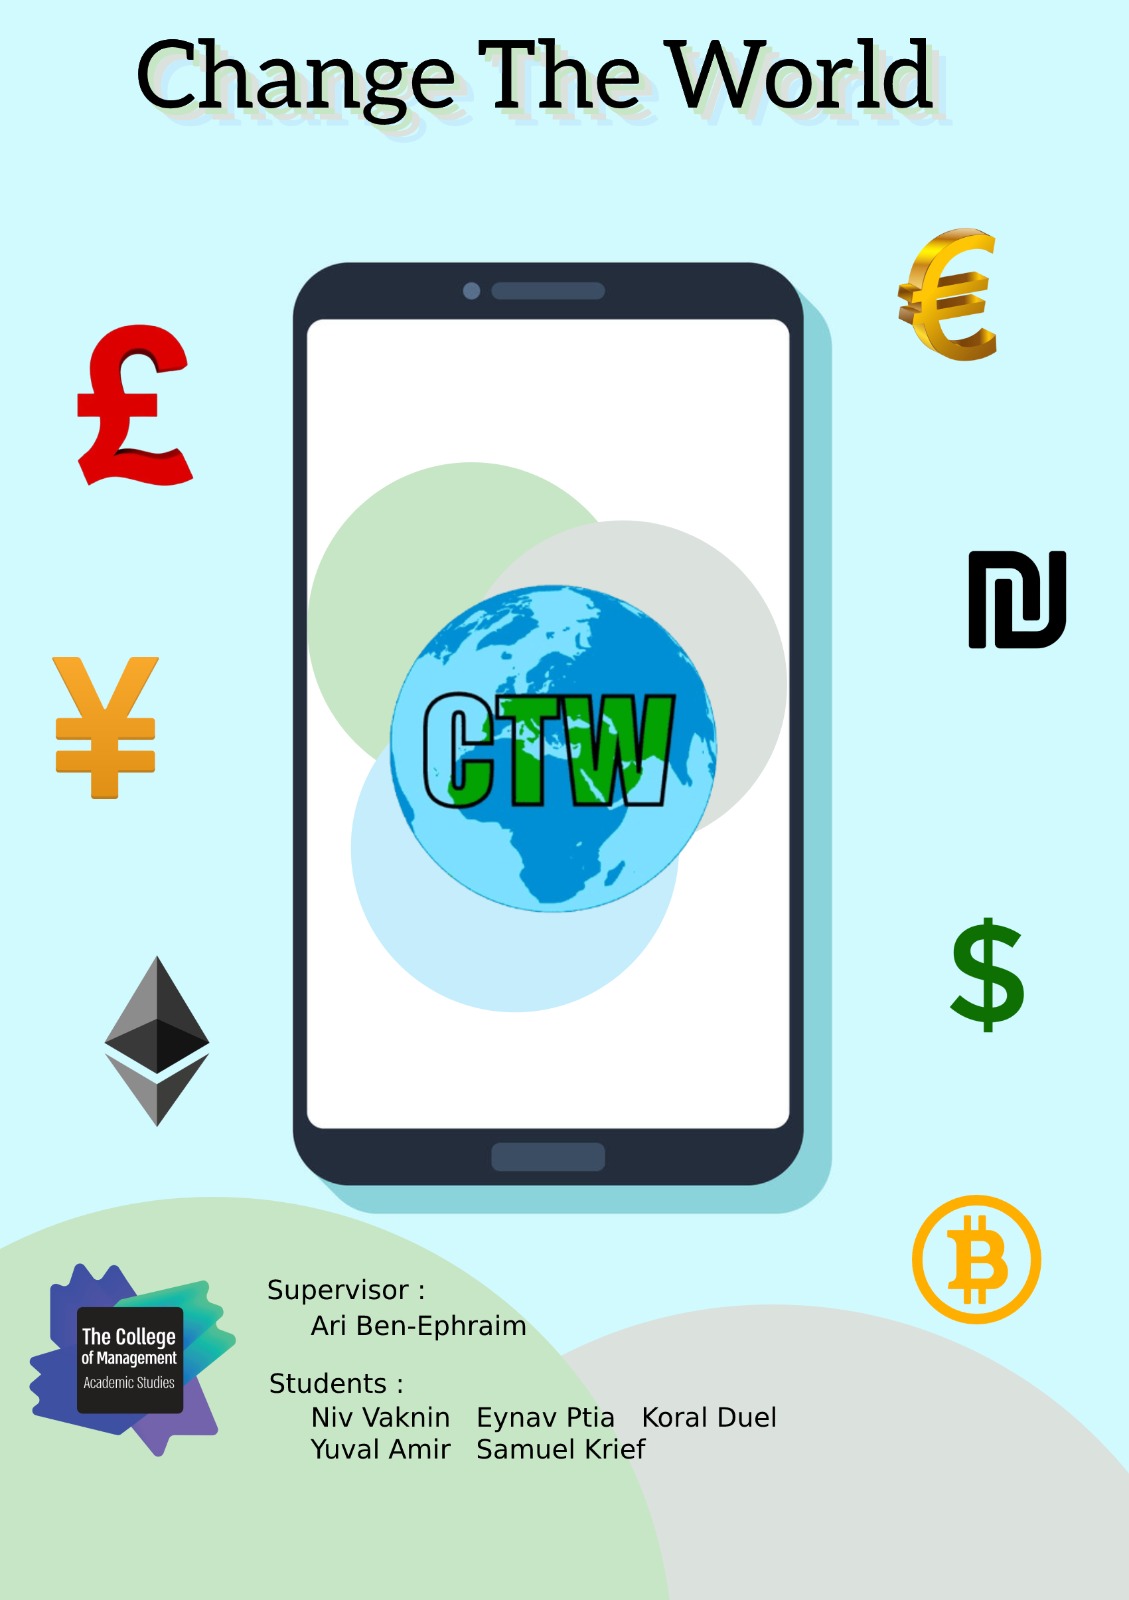 Change The World
£
€
₪
¥
CTW
$
₿
The College
of Management
Academic Studies
Supervisor :
Ari Ben-Ephraim
Students :
Niv Vaknin Eynav Ptia Koral Duel
Yuval Amir Samuel Krief